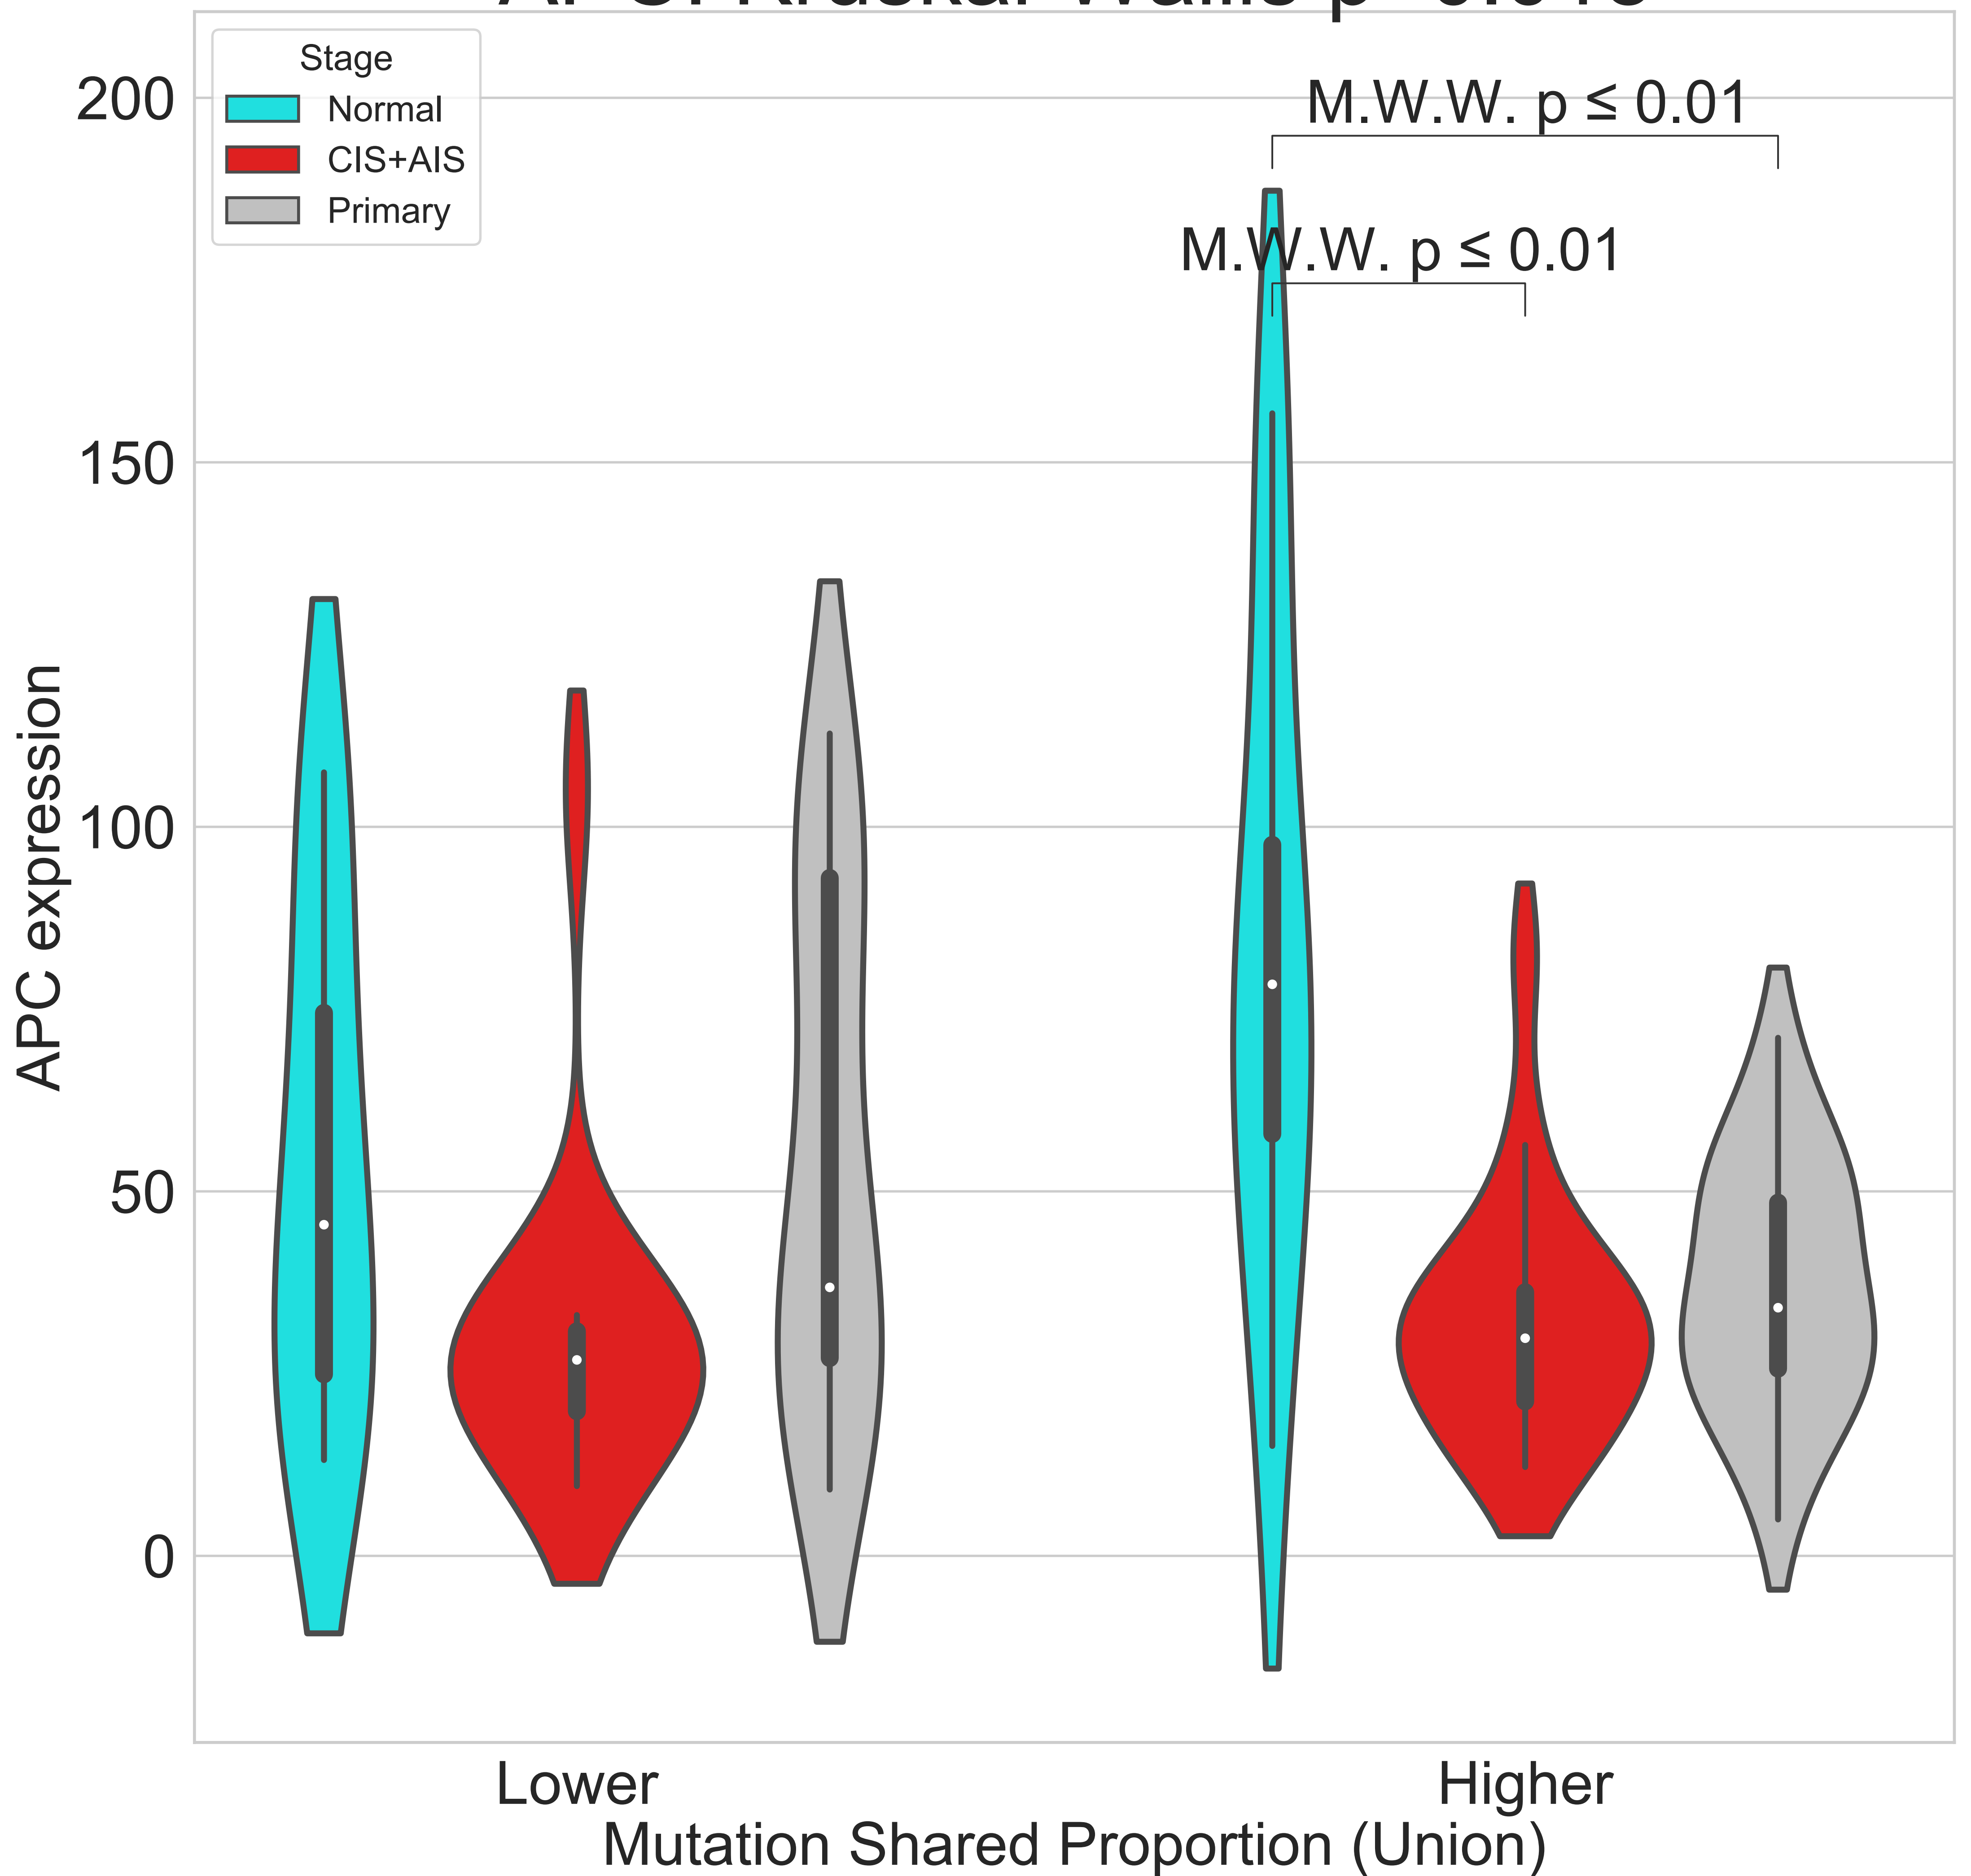 Stage
Normal
CIS+AIS
Primary
M.W.W. p ≤ 0.01
M.W.W. p ≤ 0.01
200
150
100
50
0
APC expression
Lower
Higher
Mutation Shared Proportion (Union)